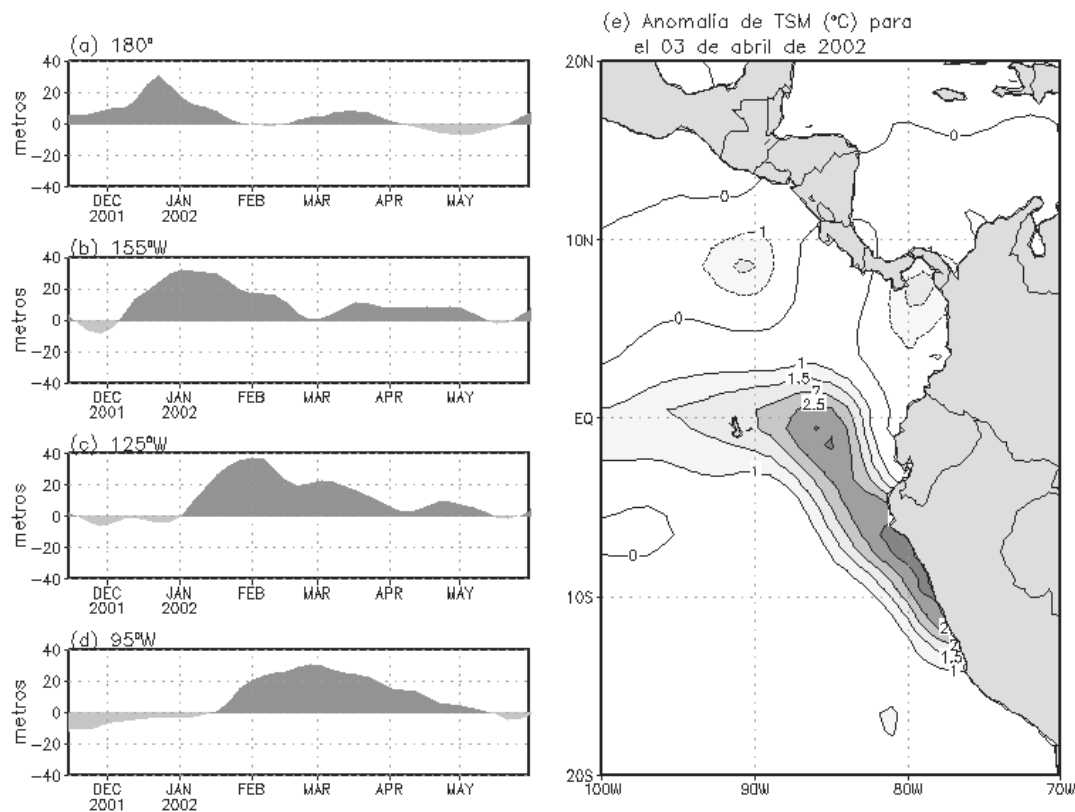 (a) 180°
40
20
0
−20
−40
metros
DEC JAN FEB MAR APR MAY
2001 2002
(b) 155°W
40
20
0
−20
−40
metros
DEC JAN FEB MAR APR MAY
2001 2002
(c) 125°W
40
20
0
−20
−40
metros
DEC JAN FEB MAR APR MAY
2001 2002
(d) 95°W
40
20
0
−20
−40
metros
DEC JAN FEB MAR APR MAY
2001 2002
(e) Anomalía de TSM (°C) para
el 03 de abril de 2002
20N
0
0
10N
1
0
1
1.5
2
2.5
EQ
1
0
10S
2
1.5
1
20S
100W 90W 80W 70W